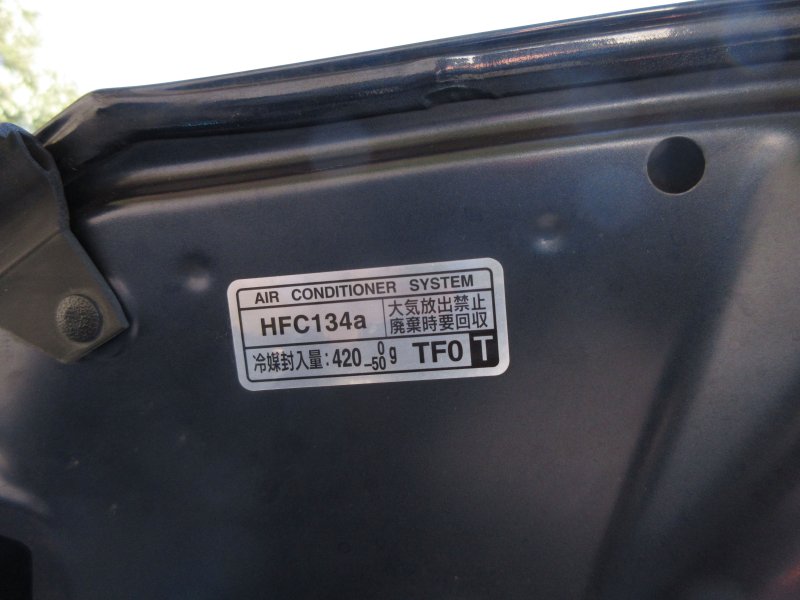 AIR CONDITIONER SYSTEM
HFC134a
大気放出禁止
廃棄時要回収
冷媒封入量:420 0 -50 g TF0 T